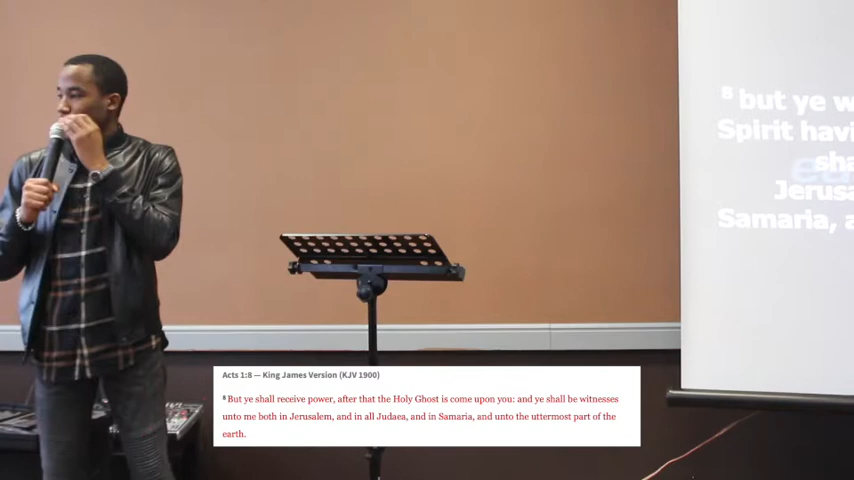 8 but ye w
Spirit havi
sha
Jerusa
Samaria, a
Acts 1:8 — King James Version (KJV 1900)
8 But ye shall receive power, after that the Holy Ghost is come upon you: and ye shall be witnesses
unto me both in Jerusalem, and in all Judaea, and in Samaria, and unto the uttermost part of the
earth.